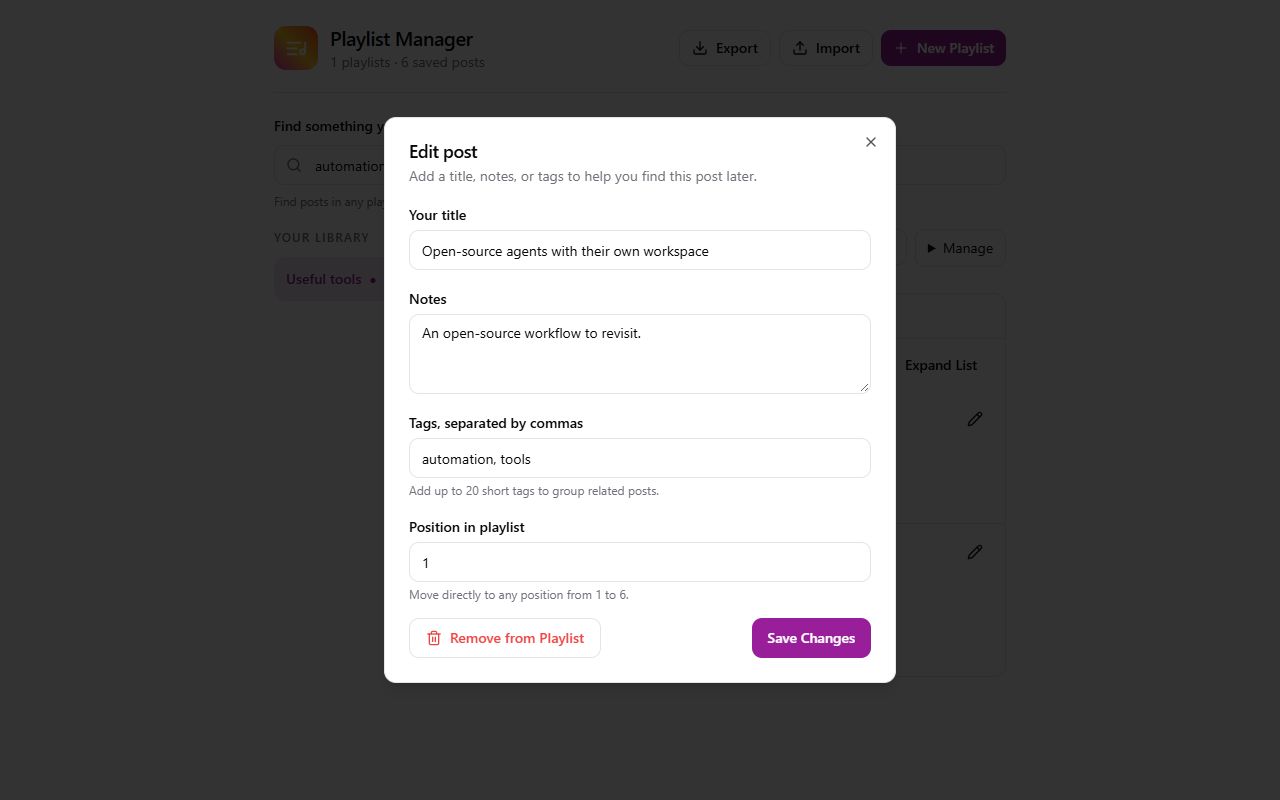 Playlist Manager
1 playlists · 6 saved posts
Export
Import
New Playlist
Find something y
automation
Find posts in any play
YOUR LIBRARY
Useful tools
Manage
Expand List
Edit post
Add a title, notes, or tags to help you find this post later.
Your title
Open-source agents with their own workspace
Notes
An open-source workflow to revisit.
Tags, separated by commas
automation, tools
Add up to 20 short tags to group related posts.
Position in playlist
1
Move directly to any position from 1 to 6.
Remove from Playlist
Save Changes